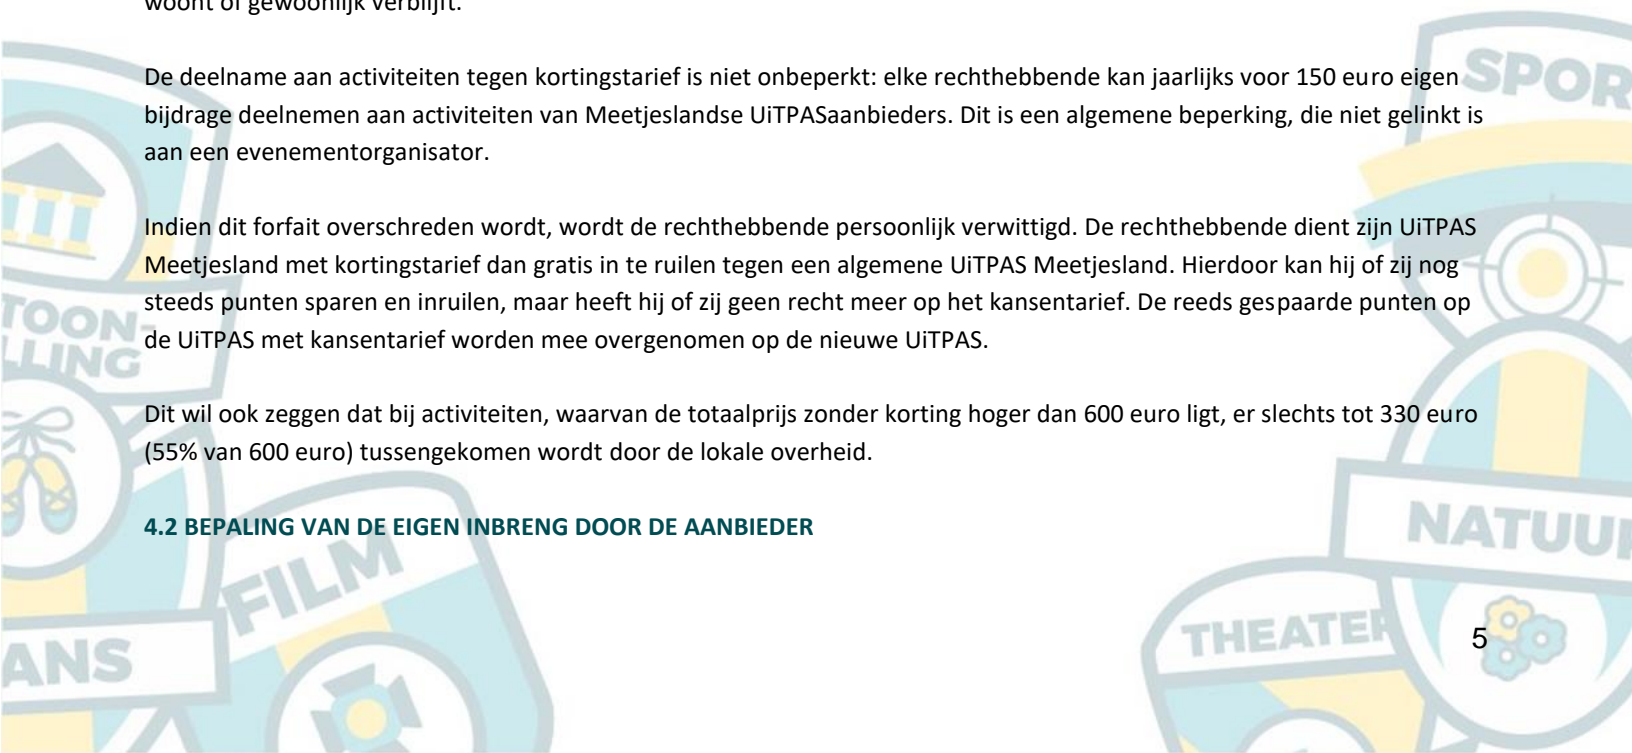 woont of gewoonlijk verblijft.
De deelname aan activiteiten tegen kortingstarief is niet onbeperkt: elke rechthebbende kan jaarlijks voor 150 euro eigen
bijdrage deelnemen aan activiteiten van Meetjeslandse UiTPASaanbieders. Dit is een algemene beperking, die niet gelinkt is
aan een evenementorganisator.
Indien dit forfait overschreden wordt, wordt de rechthebbende persoonlijk verwittigd. De rechthebbende dient zijn UiTPAS
Meetjesland met kortingstarief dan gratis in te ruilen tegen een algemene UiTPAS Meetjesland. Hierdoor kan hij of zij nog
steeds punten sparen en inruilen, maar heeft hij of zij geen recht meer op het kansentarief. De reeds gespaarde punten op
de UiTPAS met kansentarief worden mee overgenomen op de nieuwe UiTPAS.
Dit wil ook zeggen dat bij activiteiten, waarvan de totaalprijs zonder korting hoger dan 600 euro ligt, er slechts tot 330 euro
(55% van 600 euro) tussengekomen wordt door de lokale overheid.
4.2 BEPALING VAN DE EIGEN INBRENG DOOR DE AANBIEDER
5
SPOR
TOON-
LLING
FILM
ANS
NATUUR
THEATER